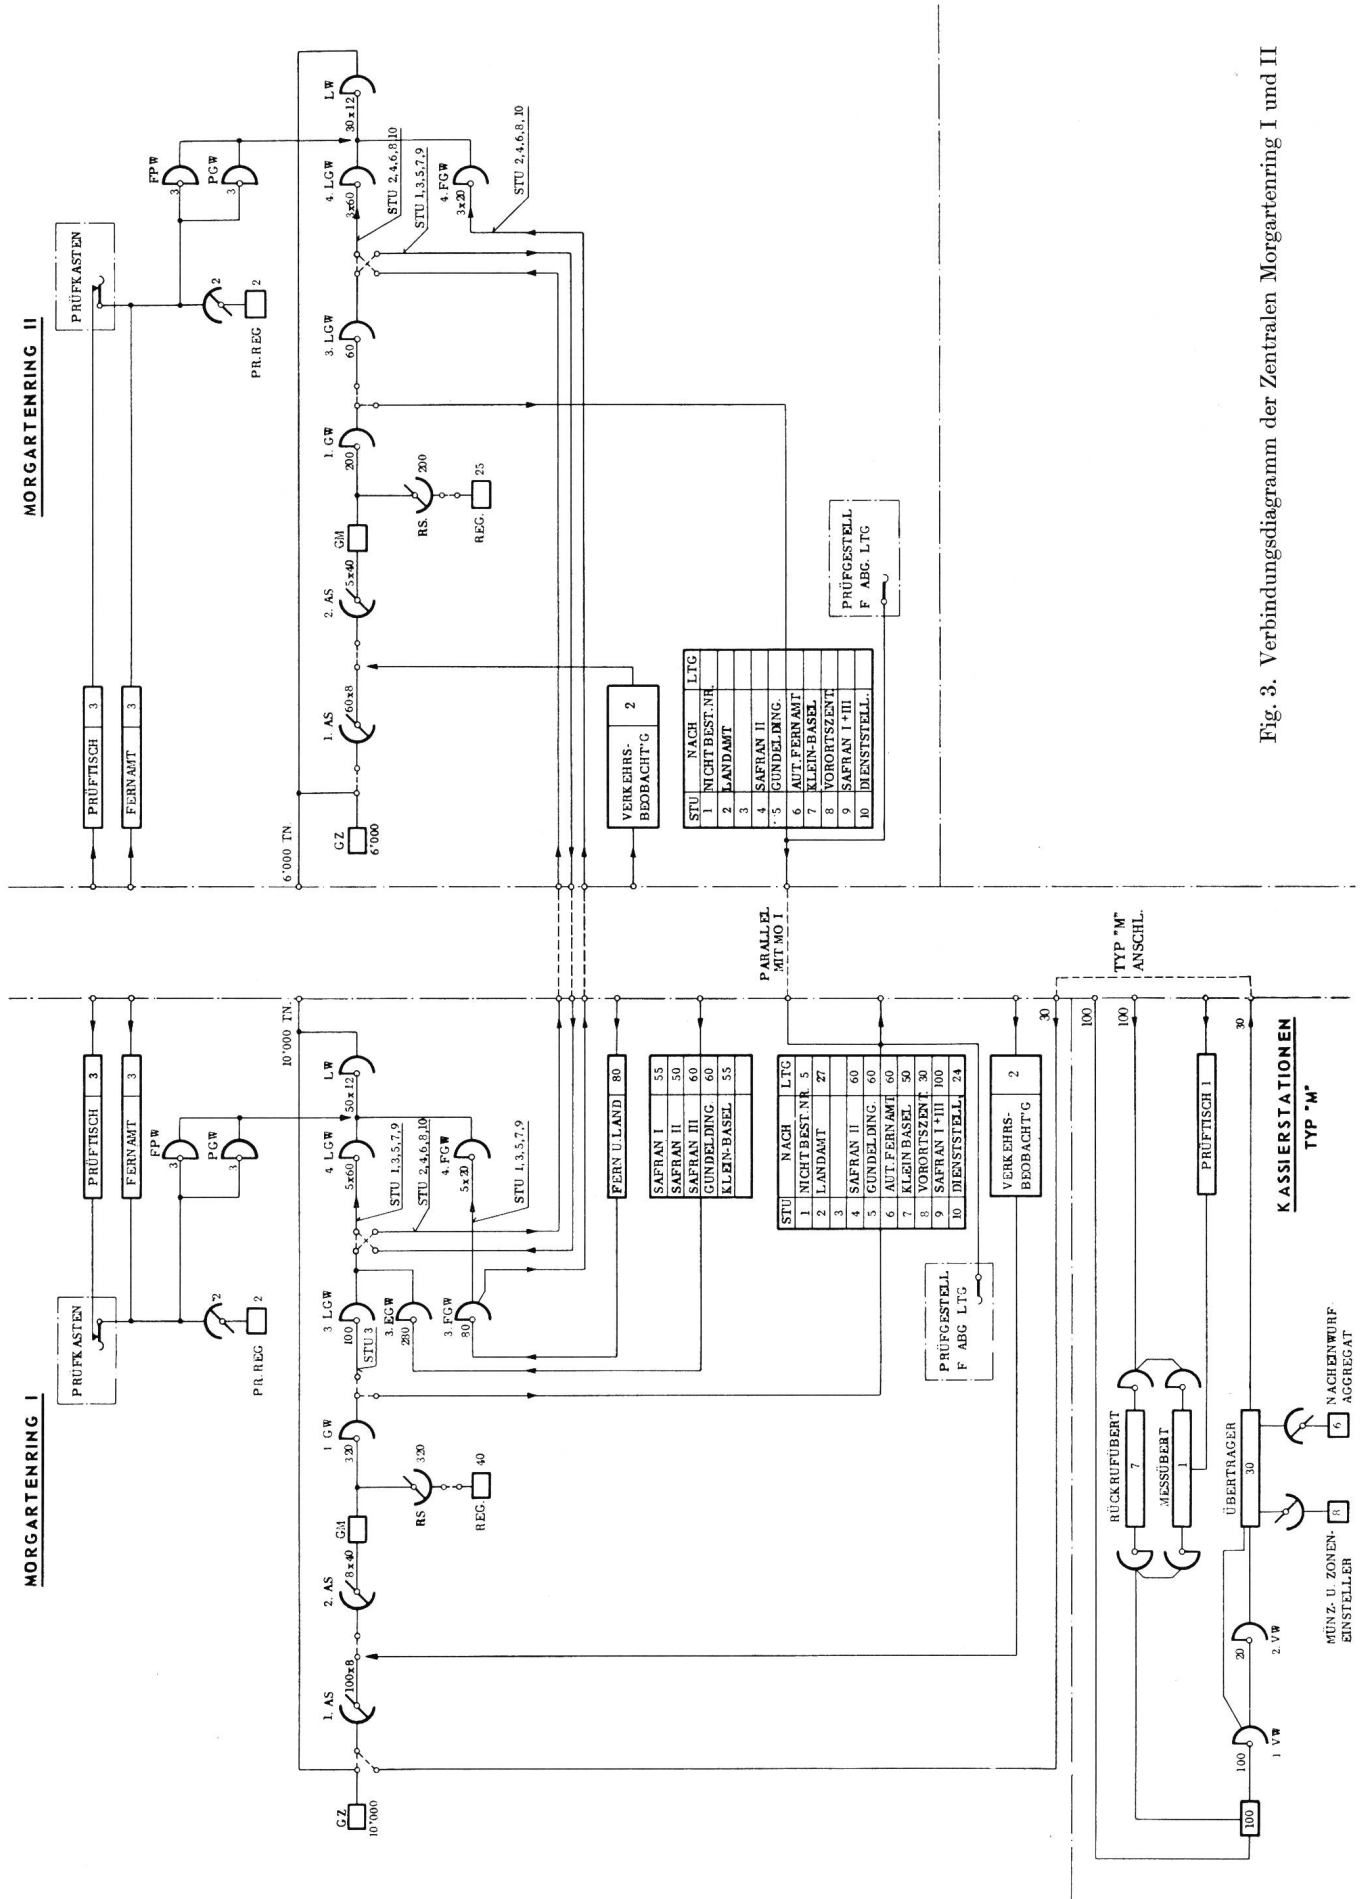 MORGARTENRING I
PRÜFKASTEN
PRÜFTISCH 3
FERNAMT 3
FPW
3
PGW
3
2
PR.REG 2
10'000 TN.
GZ
10'000
1. AS
100x8
2. AS
8x40
GM
RS
320
REG. 40
1 GW
320
STU 3
3 LGW
100
3. EGW
280
3. FGW
80
4 LGW
5x60
STU 1,3,5,7,9
STU 2,4,6,8,10
4. FGW
5x20
STU 1,3,5,7,9
LW
50x12
FERN U. LAND 80
SAFRAN I 55
SAFRAN II 50
SAFRAN III 60
GUNDELDING. 60
KLEIN-BASEL 55
STU NACH LTG
1 NICHT BEST.NR. 5
2 LANDAMT 27
3
4 SAFRAN II 60
5 GUNDELDING. 60
6 AUT.FERNAMT 60
7 KLEIN BASEL 50
8 VORORTSZENT. 30
9 SAFRAN I+III 100
10 DIENSTSTELL. 24
PRÜFGESTELL
F ABG LTG
VERKEHRS-
BEOBACHT'G
2
MORGARTENRING II
PRÜFKASTEN
PRÜFTISCH 3
FERNAMT 3
FPW
3
PGW
3
2
PR.REG 2
6'000 TN.
GZ
6'000
1. AS
60x8
2. AS
5x40
GM
RS.
200
REG. 25
1. GW
200
3. LGW
60
4. LGW
3x60
STU 2,4,6,8,10
STU 1,3,5,7,9
4. FGW
3x20
STU 2,4,6,8,10
LW
30x12
VERKEHRS-
BEOBACHT'G
2
STU NACH LTG
1 NICHT BEST.NR.
2 LANDAMT
3
4 SAFRAN II
5 GUNDELDING.
6 AUT.FERNAMT
7 KLEIN-BASEL
8 VORORTSZENT.
9 SAFRAN I+III
10 DIENSTSTELL.
PRÜFGESTELL
F ABG. LTG
PARALLEL
MIT MO I
TYP "M"
ANSCHL.
30
100
100
30
KASSIERSTATIONEN
TYP "M"
PRÜFTISCH 1
RÜCKRUFÜBERT
7
MESSÜBERT
1
ÜBERTRAGER
30
100
100
1 VW
20
2. VW
8
MÜNZ- U. ZONEN-
EINSTELLER
6
NACHEINWURF-
AGGREGAT
Fig. 3. Verbindungsdiagramm der Zentralen Morgartenring I und II